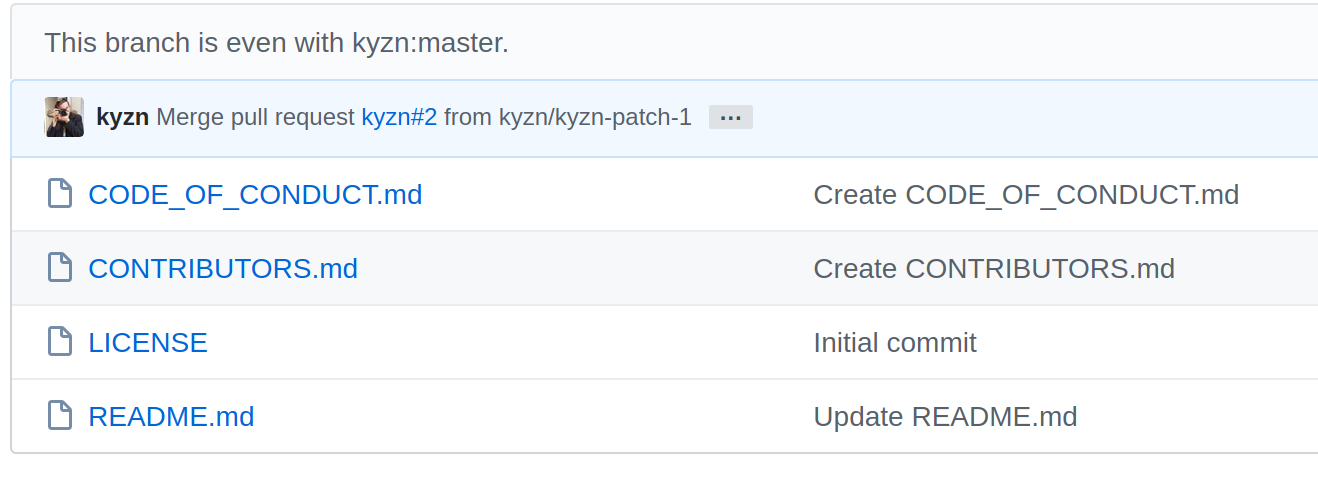 This branch is even with kyzn:master.
kyzn Merge pull request kyzn#2 from kyzn/kyzn-patch-1 ...
CODE_OF_CONDUCT.md Create CODE_OF_CONDUCT.md
CONTRIBUTORS.md Create CONTRIBUTORS.md
LICENSE Initial commit
README.md Update README.md